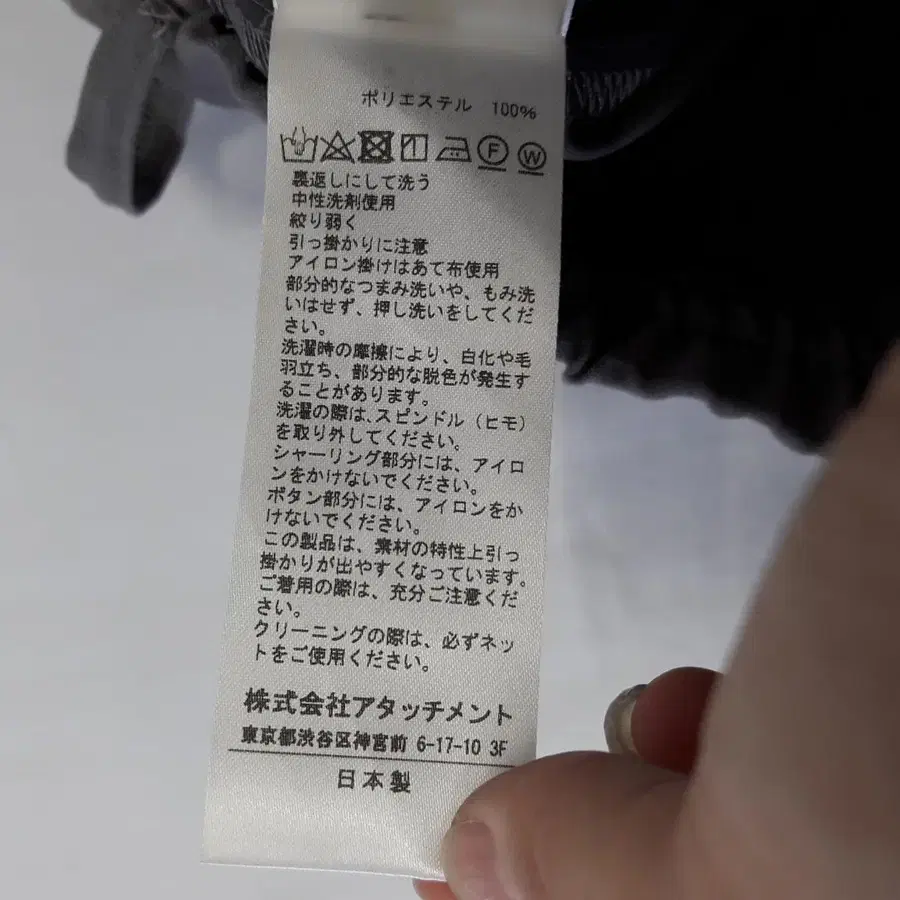 ポリエステル 100%
F W
裏返しにして洗う
中性洗剤使用
絞り弱く
引っ掛かりに注意
アイロン掛けはあて布使用
部分的なつまみ洗いや、もみ洗
いはせず、押し洗いをしてくだ
さい。
洗濯時の摩擦により、白化や毛
羽立ち、部分的な脱色が発生す
ることがあります。
洗濯の際は、スピンドル（ヒモ）
を取り外してください。
シャーリング部分には、アイロ
ンをかけないでください。
ボタン部分には、アイロンをか
けないでください。
この製品は、素材の特性上引っ
掛かりが出やすくなっています。
ご着用の際は、充分ご注意くだ
さい。
クリーニングの際は、必ずネッ
トをご使用ください。
株式会社アタッチメント
東京都渋谷区神宮前 6-17-10 3F
日本製